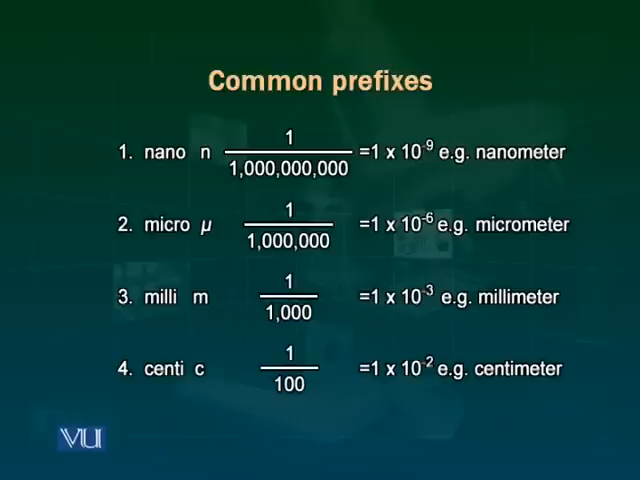 Common prefixes
1. nano n 1/1,000,000,000 =1 x 10⁻⁹ e.g. nanometer
2. micro µ 1/1,000,000 =1 x 10⁻⁶ e.g. micrometer
3. milli m 1/1,000 =1 x 10⁻³ e.g. millimeter
4. centi c 1/100 =1 x 10⁻² e.g. centimeter
VU